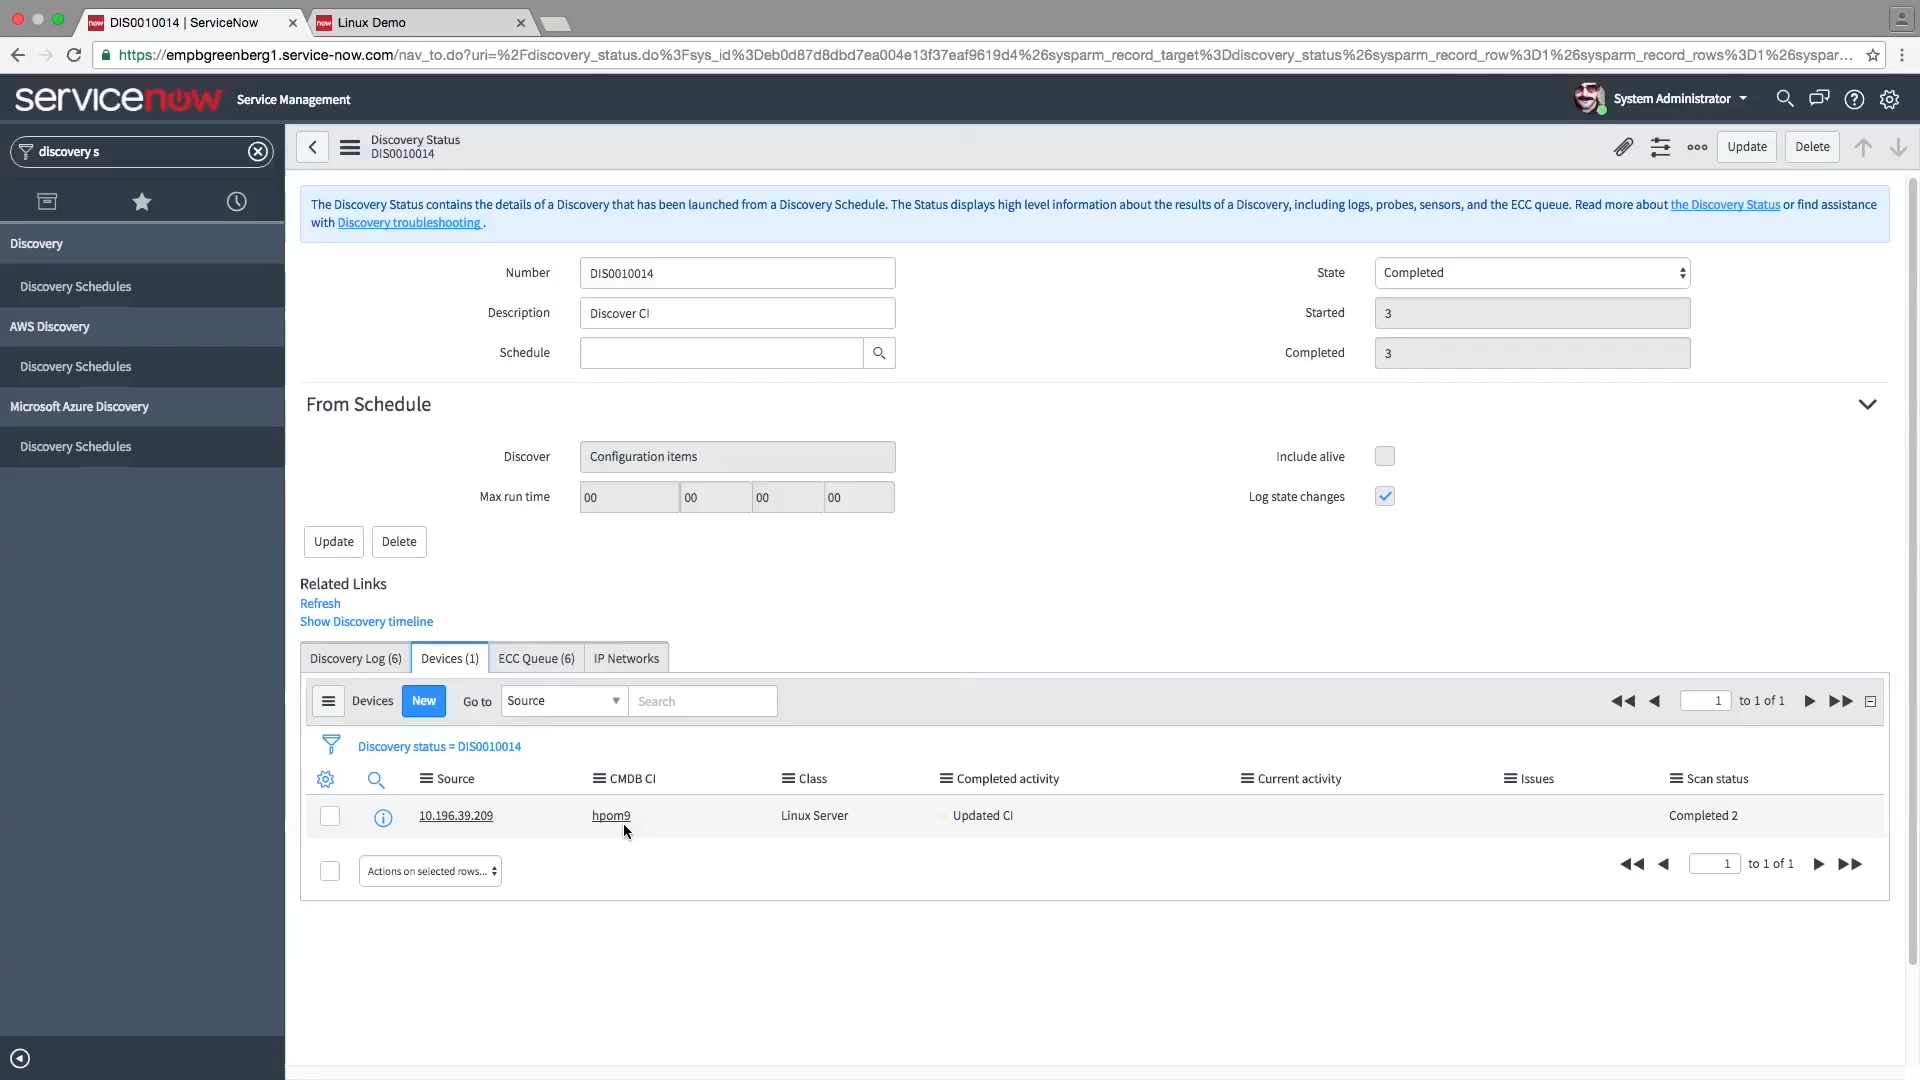 DIS0010014 | ServiceNow
Linux Demo
https://empbgreenberg1.service-now.com/nav_to.do?uri=%2Fdiscovery_status.do%3Fsys_id%3Deb0d87d8dbd7ea004e13f37eaf9619d4%26sysparm_record_target%3Ddiscovery_status%26sysparm_record_row%3D1%26sysparm_record_rows%3D1%26syspar...
servicenow Service Management
System Administrator
discovery s
Discovery
Discovery Schedules
AWS Discovery
Discovery Schedules
Microsoft Azure Discovery
Discovery Schedules
Discovery Status
DIS0010014
Update
Delete
The Discovery Status contains the details of a Discovery that has been launched from a Discovery Schedule. The Status displays high level information about the results of a Discovery, including logs, probes, sensors, and the ECC queue. Read more about the Discovery Status or find assistance
with Discovery troubleshooting .
Number DIS0010014
State Completed
Description Discover CI
Started 3
Schedule
Completed 3
From Schedule
Discover Configuration items
Include alive
Max run time 00 00 00 00
Log state changes
Update Delete
Related Links
Refresh
Show Discovery timeline
Discovery Log (6) Devices (1) ECC Queue (6) IP Networks
Devices New Go to Source Search 1 to 1 of 1
Discovery status = DIS0010014
Source CMDB CI Class Completed activity Current activity Issues Scan status
10.196.39.209 hpom9 Linux Server Updated CI Completed 2
Actions on selected rows... 1 to 1 of 1